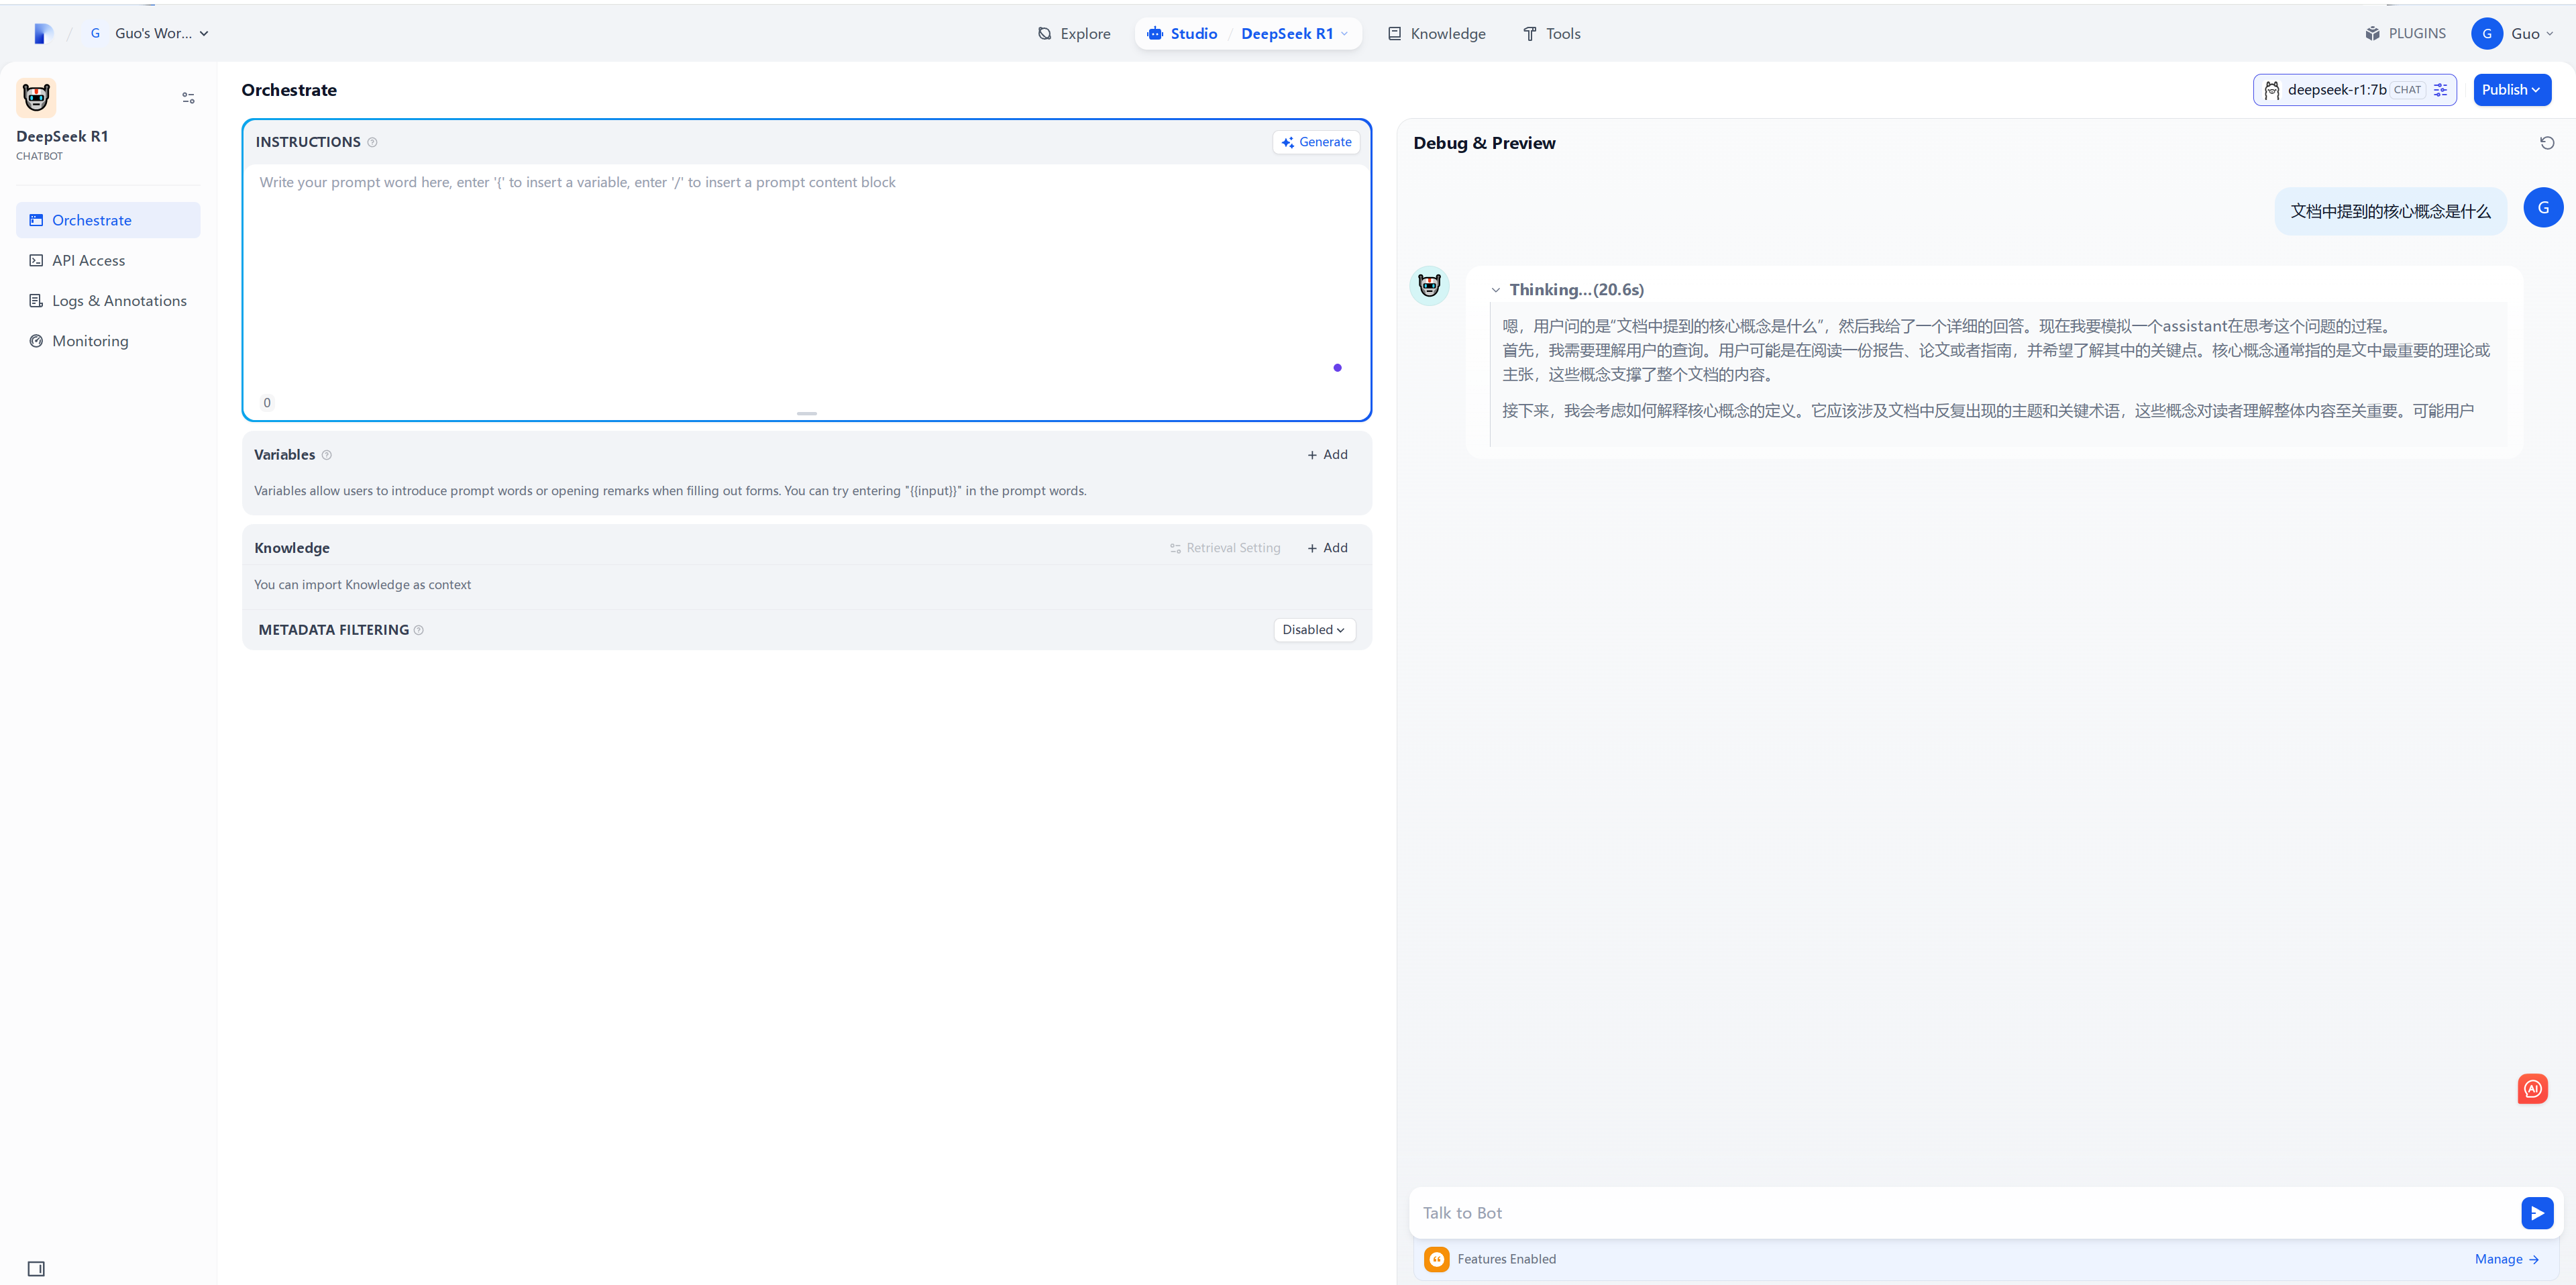 G Guo's Wor...
Explore
Studio / DeepSeek R1
Knowledge
Tools
PLUGINS
G Guo
DeepSeek R1
CHATBOT
Orchestrate
API Access
Logs & Annotations
Monitoring
Orchestrate
deepseek-r1:7b CHAT
Publish
INSTRUCTIONS
Generate
Write your prompt word here, enter '{' to insert a variable, enter '/' to insert a prompt content block
0
Variables
+ Add
Variables allow users to introduce prompt words or opening remarks when filling out forms. You can try entering "{{input}}" in the prompt words.
Knowledge
Retrieval Setting
+ Add
You can import Knowledge as context
METADATA FILTERING
Disabled
Debug & Preview
文档中提到的核心概念是什么
G
Thinking...(20.6s)
嗯，用户问的是“文档中提到的核心概念是什么”，然后我给了一个详细的回答。现在我要模拟一个assistant在思考这个问题的过程。
首先，我需要理解用户的查询。用户可能是在阅读一份报告、论文或者指南，并希望了解其中的关键点。核心概念通常指的是文中最重要的理论或
主张，这些概念支撑了整个文档的内容。
接下来，我会考虑如何解释核心概念的定义。它应该涉及文档中反复出现的主题和关键术语，这些概念对读者理解整体内容至关重要。可能用户
AI
Talk to Bot
Features Enabled
Manage →